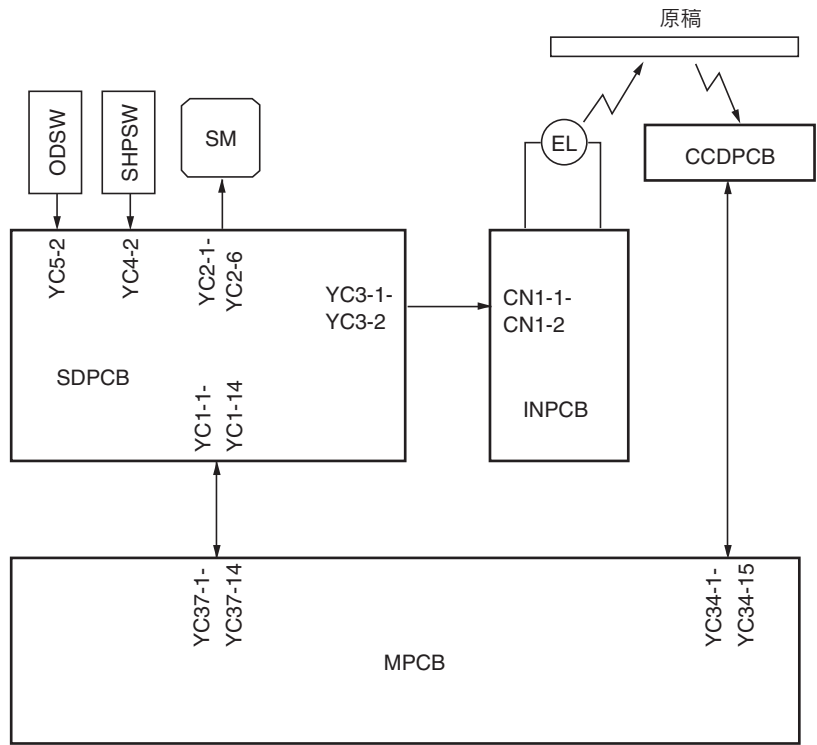 原稿
ODSW
SHPSW
SM
EL
CCDPCB
YC5-2
YC4-2
YC2-1-
YC2-6
YC3-1-
YC3-2
CN1-1-
CN1-2
SDPCB
YC1-1-
YC1-14
INPCB
YC37-1-
YC37-14
YC34-1-
YC34-15
MPCB